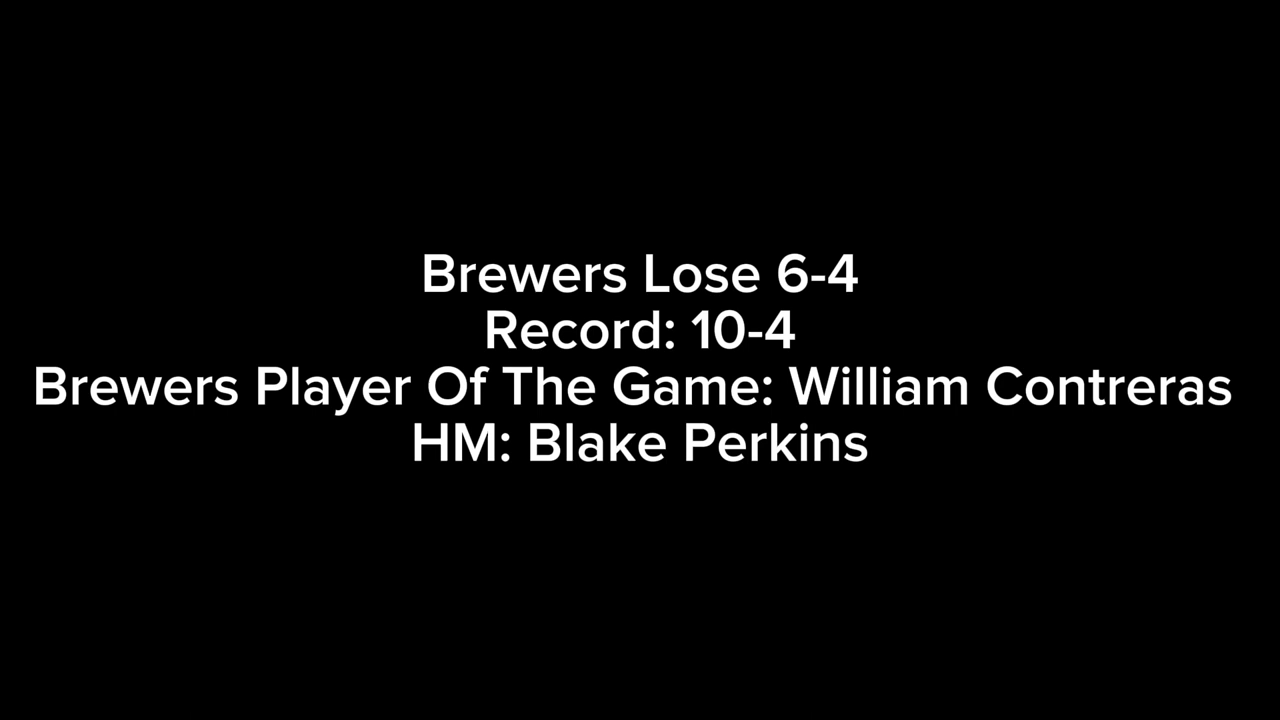 Brewers Lose 6-4
Record: 10-4
Brewers Player Of The Game: William Contreras
HM: Blake Perkins